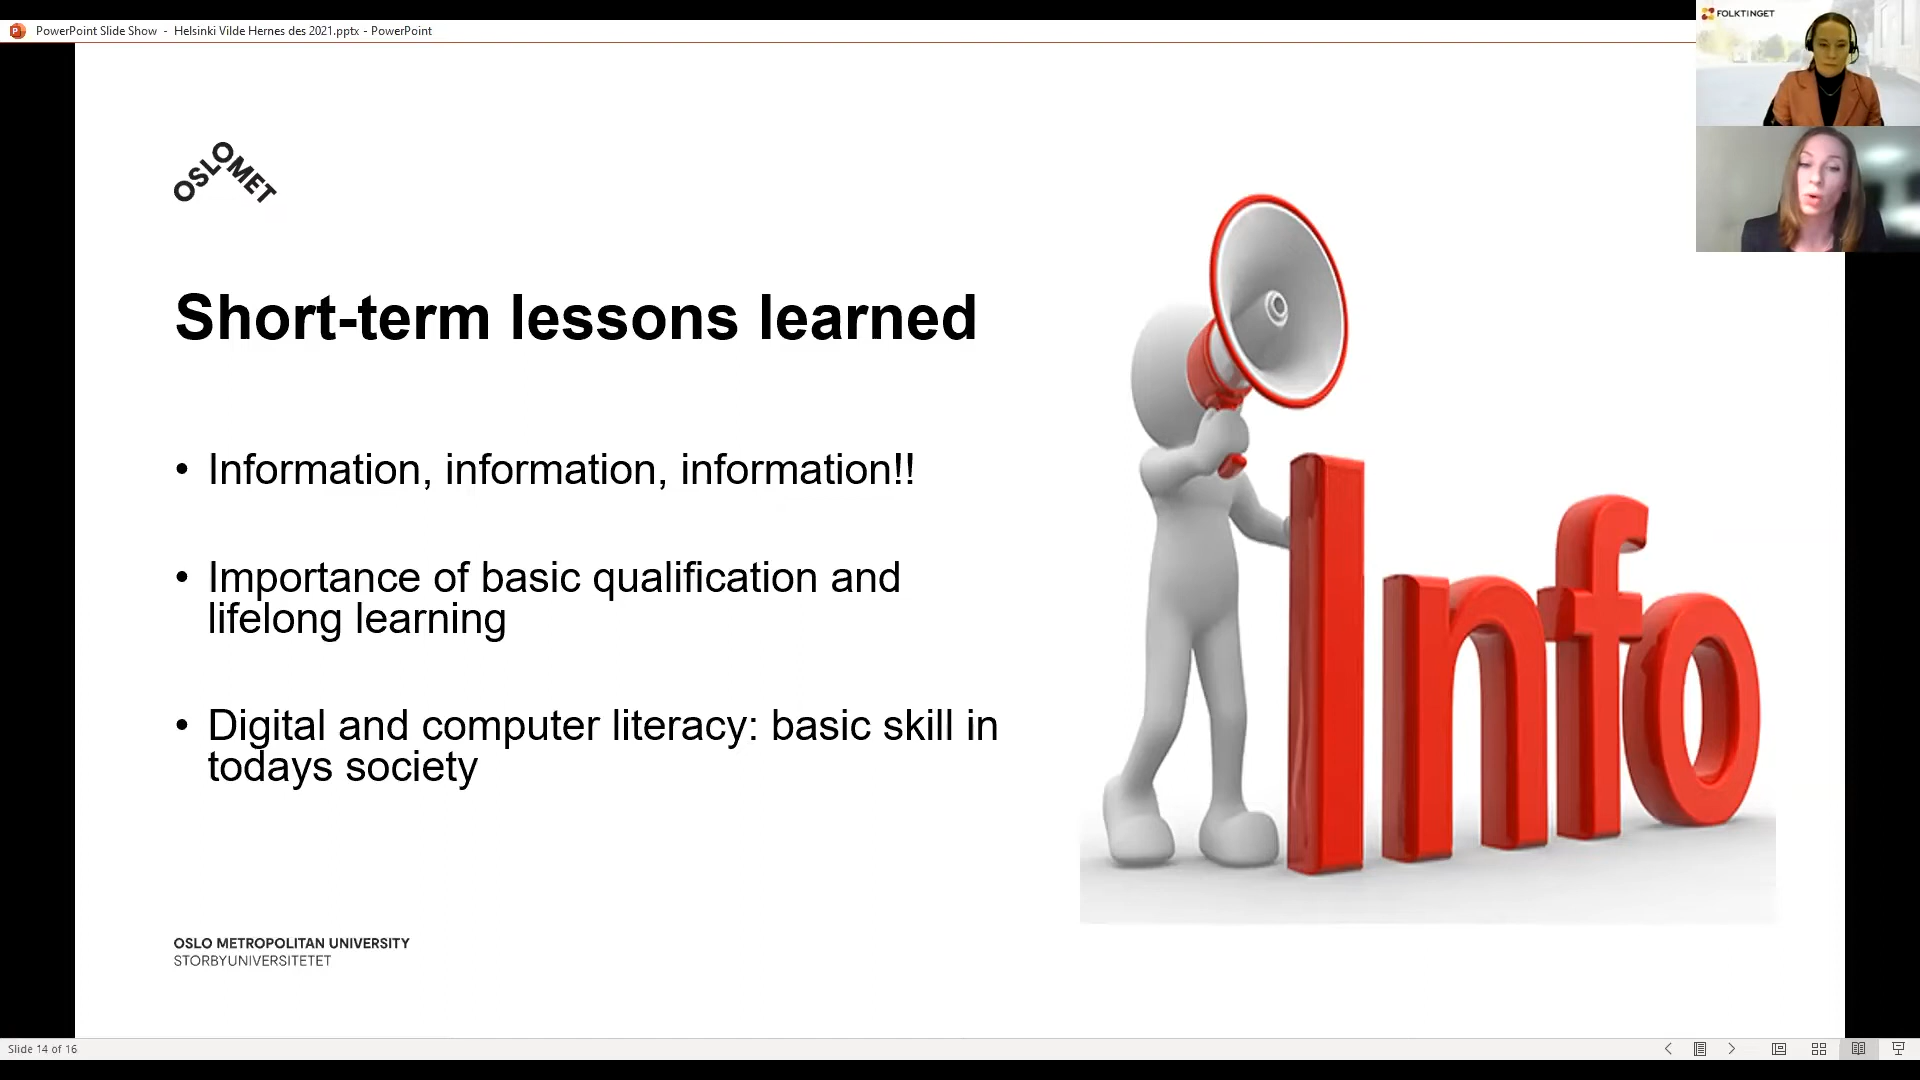 PowerPoint Slide Show - Helsinki Vilde Hernes des 2021.pptx - PowerPoint
FOLKTINGET
OSLOMET
Short-term lessons learned
• Information, information, information!!
• Importance of basic qualification and
lifelong learning
• Digital and computer literacy: basic skill in
todays society
Info
OSLO METROPOLITAN UNIVERSITY
STORBYUNIVERSITETET
Slide 14 of 16